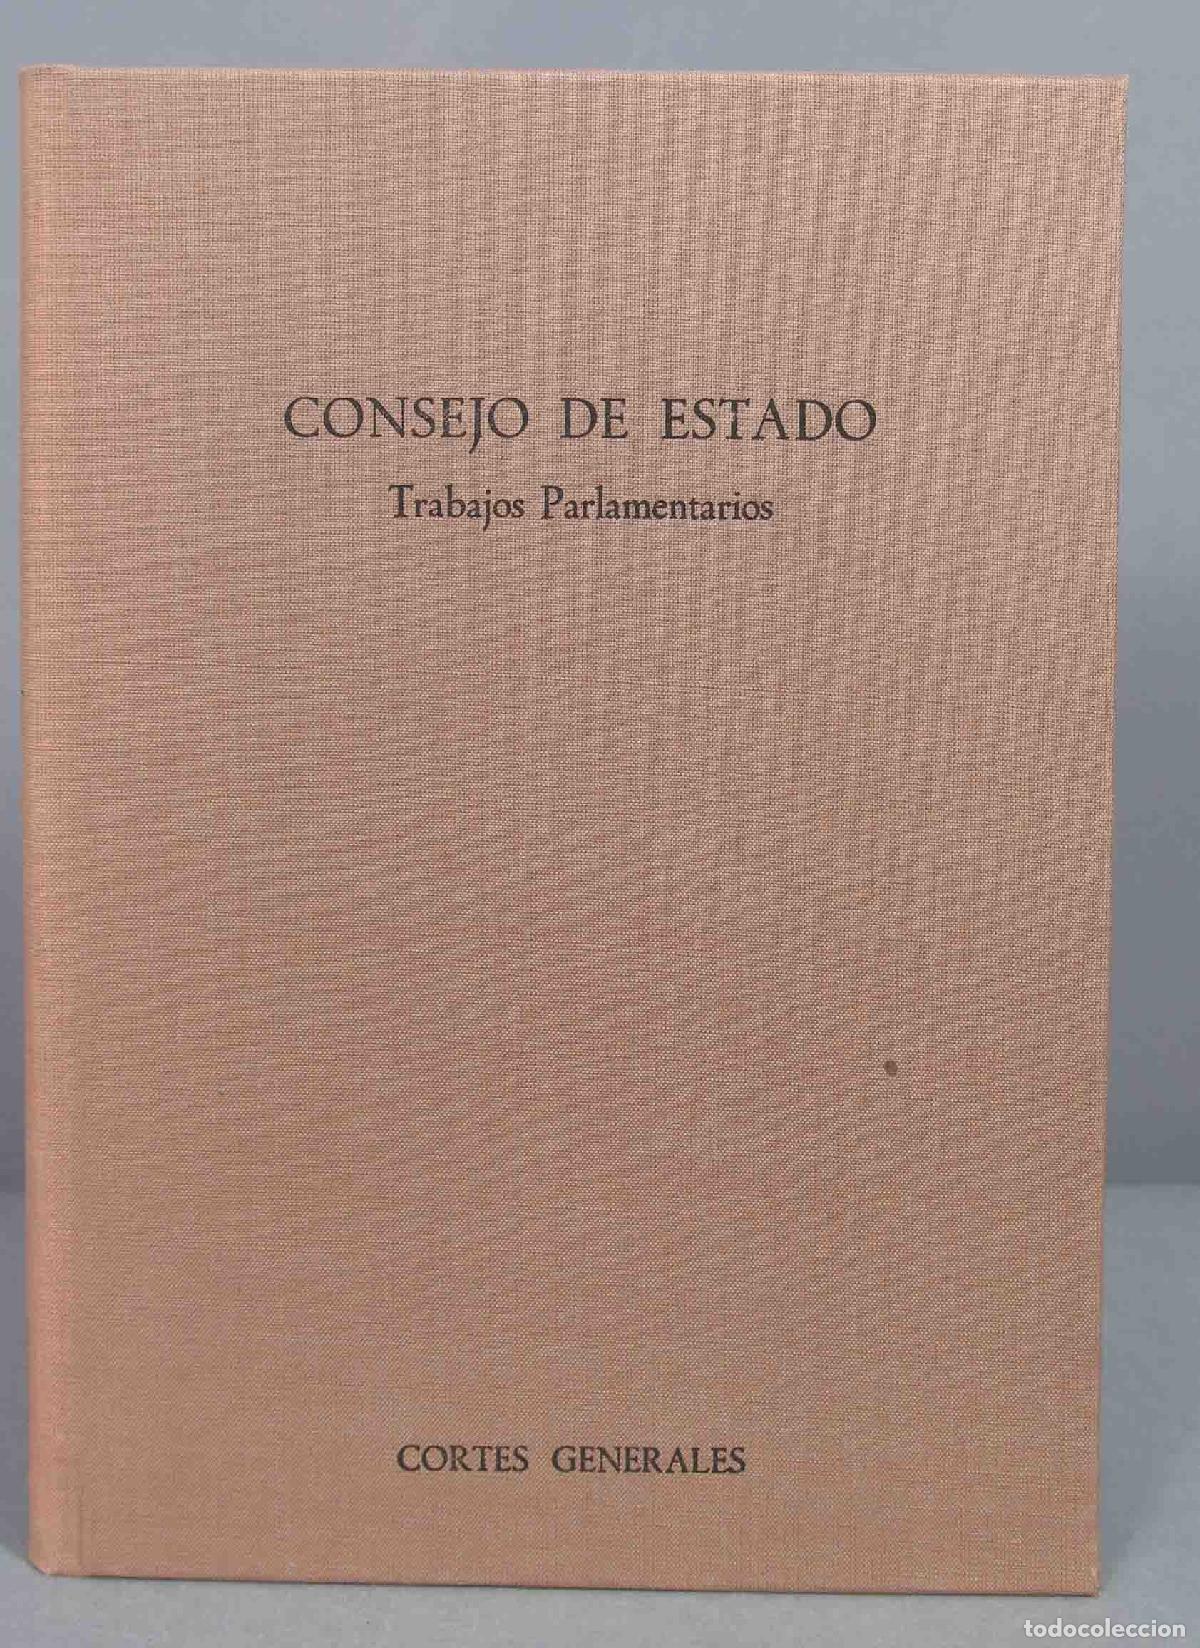 CONSEJO DE ESTADO
Trabajos Parlamentarios
CORTES GENERALES
todocoleccion